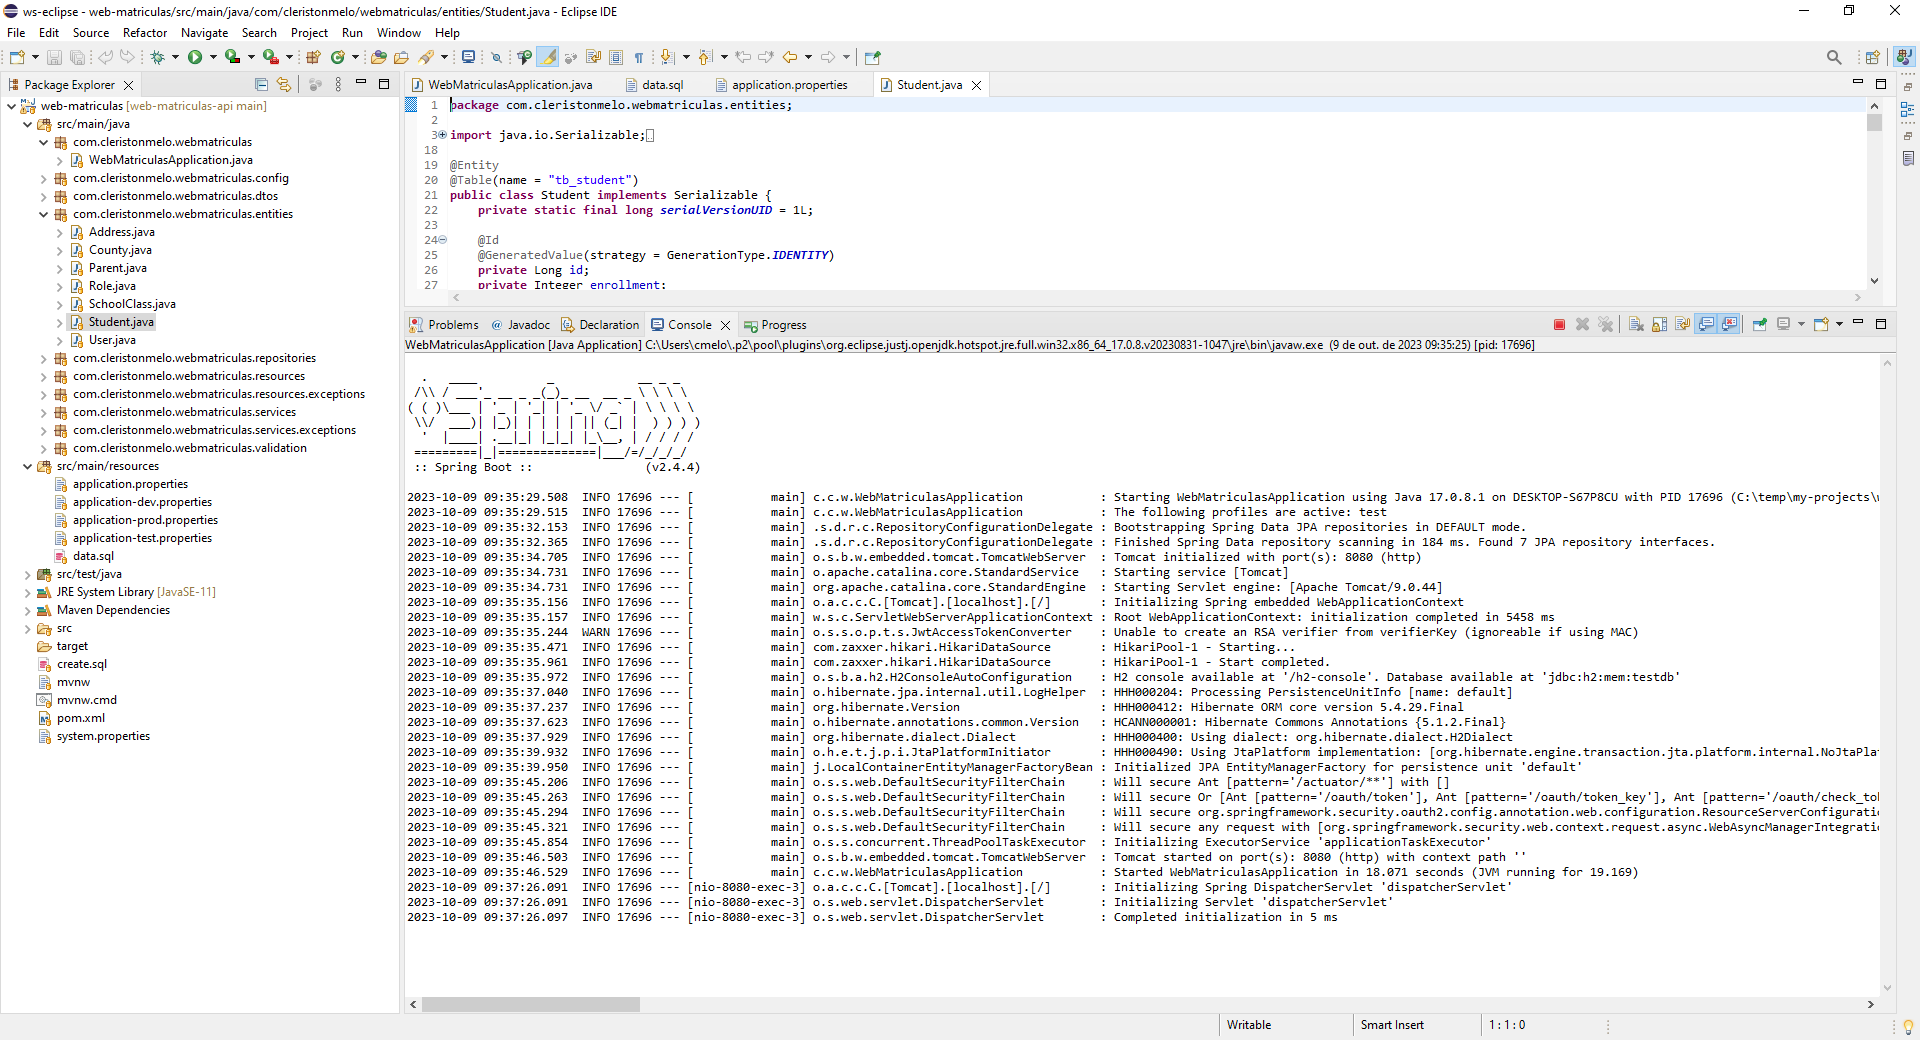 ws-eclipse - web-matriculas/src/main/java/com/cleristonmelo/webmatriculas/entities/Student.java - Eclipse IDE
File Edit Source Refactor Navigate Search Project Run Window Help
Package Explorer
web-matriculas [web-matriculas-api main]
src/main/java
com.cleristonmelo.webmatriculas
WebMatriculasApplication.java
com.cleristonmelo.webmatriculas.config
com.cleristonmelo.webmatriculas.dtos
com.cleristonmelo.webmatriculas.entities
Address.java
County.java
Parent.java
Role.java
SchoolClass.java
Student.java
User.java
com.cleristonmelo.webmatriculas.repositories
com.cleristonmelo.webmatriculas.resources
com.cleristonmelo.webmatriculas.resources.exceptions
com.cleristonmelo.webmatriculas.services
com.cleristonmelo.webmatriculas.services.exceptions
com.cleristonmelo.webmatriculas.validation
src/main/resources
application.properties
application-dev.properties
application-prod.properties
application-test.properties
data.sql
src/test/java
JRE System Library [JavaSE-11]
Maven Dependencies
src
target
create.sql
mvnw
mvnw.cmd
pom.xml
system.properties
WebMatriculasApplication.java data.sql application.properties Student.java
1 package com.cleristonmelo.webmatriculas.entities;
2
3 import java.io.Serializable;
18
19 @Entity
20 @Table(name = "tb_student")
21 public class Student implements Serializable {
22 private static final long serialVersionUID = 1L;
23
24 @Id
25 @GeneratedValue(strategy = GenerationType.IDENTITY)
26 private Long id;
27 private Integer enrollment;
Problems Javadoc Declaration Console Progress
WebMatriculasApplication [Java Application] C:\Users\cmelo\.p2\pool\plugins\org.eclipse.justj.openjdk.hotspot.jre.full.win32.x86_64_17.0.8.v20230831-1047\jre\bin\javaw.exe (9 de out. de 2023 09:35:25) [pid: 17696]
Spring
:: Spring Boot :: (v2.4.4)
2023-10-09 09:35:29.508 INFO 17696 --- [ main] c.c.w.WebMatriculasApplication : Starting WebMatriculasApplication using Java 17.0.8.1 on DESKTOP-S67P8CU with PID 17696 (C:\temp\my-projects\
2023-10-09 09:35:29.515 INFO 17696 --- [ main] c.c.w.WebMatriculasApplication : The following profiles are active: test
2023-10-09 09:35:32.153 INFO 17696 --- [ main] .s.d.r.c.RepositoryConfigurationDelegate : Bootstrapping Spring Data JPA repositories in DEFAULT mode.
2023-10-09 09:35:32.365 INFO 17696 --- [ main] .s.d.r.c.RepositoryConfigurationDelegate : Finished Spring Data repository scanning in 184 ms. Found 7 JPA repository interfaces.
2023-10-09 09:35:34.705 INFO 17696 --- [ main] o.s.b.w.embedded.tomcat.TomcatWebServer : Tomcat initialized with port(s): 8080 (http)
2023-10-09 09:35:34.731 INFO 17696 --- [ main] o.apache.catalina.core.StandardService : Starting service [Tomcat]
2023-10-09 09:35:34.731 INFO 17696 --- [ main] org.apache.catalina.core.StandardEngine : Starting Servlet engine: [Apache Tomcat/9.0.44]
2023-10-09 09:35:35.156 INFO 17696 --- [ main] o.a.c.c.C.[Tomcat].[localhost].[/] : Initializing Spring embedded WebApplicationContext
2023-10-09 09:35:35.157 INFO 17696 --- [ main] w.s.c.ServletWebServerApplicationContext : Root WebApplicationContext: initialization completed in 5458 ms
2023-10-09 09:35:35.244 WARN 17696 --- [ main] o.s.s.o.p.t.s.JwtAccessTokenConverter : Unable to create an RSA verifier from verifierKey (ignoreable if using MAC)
2023-10-09 09:35:35.471 INFO 17696 --- [ main] com.zaxxer.hikari.HikariDataSource : HikariPool-1 - Starting...
2023-10-09 09:35:35.961 INFO 17696 --- [ main] com.zaxxer.hikari.HikariDataSource : HikariPool-1 - Start completed.
2023-10-09 09:35:35.972 INFO 17696 --- [ main] o.s.b.a.h2.H2ConsoleAutoConfiguration : H2 console available at '/h2-console'. Database available at 'jdbc:h2:mem:testdb'
2023-10-09 09:35:37.040 INFO 17696 --- [ main] o.hibernate.jpa.internal.util.LogHelper : HHH000204: Processing PersistenceUnitInfo [name: default]
2023-10-09 09:35:37.237 INFO 17696 --- [ main] org.hibernate.Version : HHH000412: Hibernate ORM core version 5.4.29.Final
2023-10-09 09:35:37.623 INFO 17696 --- [ main] o.hibernate.annotations.common.Version : HCANN000001: Hibernate Commons Annotations {5.1.2.Final}
2023-10-09 09:35:37.929 INFO 17696 --- [ main] org.hibernate.dialect.Dialect : HHH000400: Using dialect: org.hibernate.dialect.H2Dialect
2023-10-09 09:35:39.932 INFO 17696 --- [ main] o.h.e.t.j.p.i.JtaPlatformInitiator : HHH000490: Using JtaPlatform implementation: [org.hibernate.engine.transaction.jta.platform.internal.NoJtaPlat
2023-10-09 09:35:39.950 INFO 17696 --- [ main] j.LocalContainerEntityManagerFactoryBean : Initialized JPA EntityManagerFactory for persistence unit 'default'
2023-10-09 09:35:45.206 INFO 17696 --- [ main] o.s.s.web.DefaultSecurityFilterChain : Will secure Ant [pattern='/actuator/**'] with []
2023-10-09 09:35:45.263 INFO 17696 --- [ main] o.s.s.web.DefaultSecurityFilterChain : Will secure Or [Ant [pattern='/oauth/token'], Ant [pattern='/oauth/token_key'], Ant [pattern='/oauth/check_tok
2023-10-09 09:35:45.294 INFO 17696 --- [ main] o.s.s.web.DefaultSecurityFilterChain : Will secure org.springframework.security.oauth2.config.annotation.web.configuration.ResourceServerConfigurati
2023-10-09 09:35:45.321 INFO 17696 --- [ main] o.s.s.web.DefaultSecurityFilterChain : Will secure any request with [org.springframework.security.web.context.request.async.WebAsyncManagerIntegratio
2023-10-09 09:35:45.854 INFO 17696 --- [ main] o.s.s.concurrent.ThreadPoolTaskExecutor : Initializing ExecutorService 'applicationTaskExecutor'
2023-10-09 09:35:46.503 INFO 17696 --- [ main] o.s.b.w.embedded.tomcat.TomcatWebServer : Tomcat started on port(s): 8080 (http) with context path ''
2023-10-09 09:35:46.529 INFO 17696 --- [ main] c.c.w.WebMatriculasApplication : Started WebMatriculasApplication in 18.071 seconds (JVM running for 19.169)
2023-10-09 09:37:26.091 INFO 17696 --- [nio-8080-exec-3] o.a.c.c.C.[Tomcat].[localhost].[/] : Initializing Spring DispatcherServlet 'dispatcherServlet'
2023-10-09 09:37:26.091 INFO 17696 --- [nio-8080-exec-3] o.s.web.servlet.DispatcherServlet : Initializing Servlet 'dispatcherServlet'
2023-10-09 09:37:26.097 INFO 17696 --- [nio-8080-exec-3] o.s.web.servlet.DispatcherServlet : Completed initialization in 5 ms
Writable Smart Insert 1 : 1 : 0